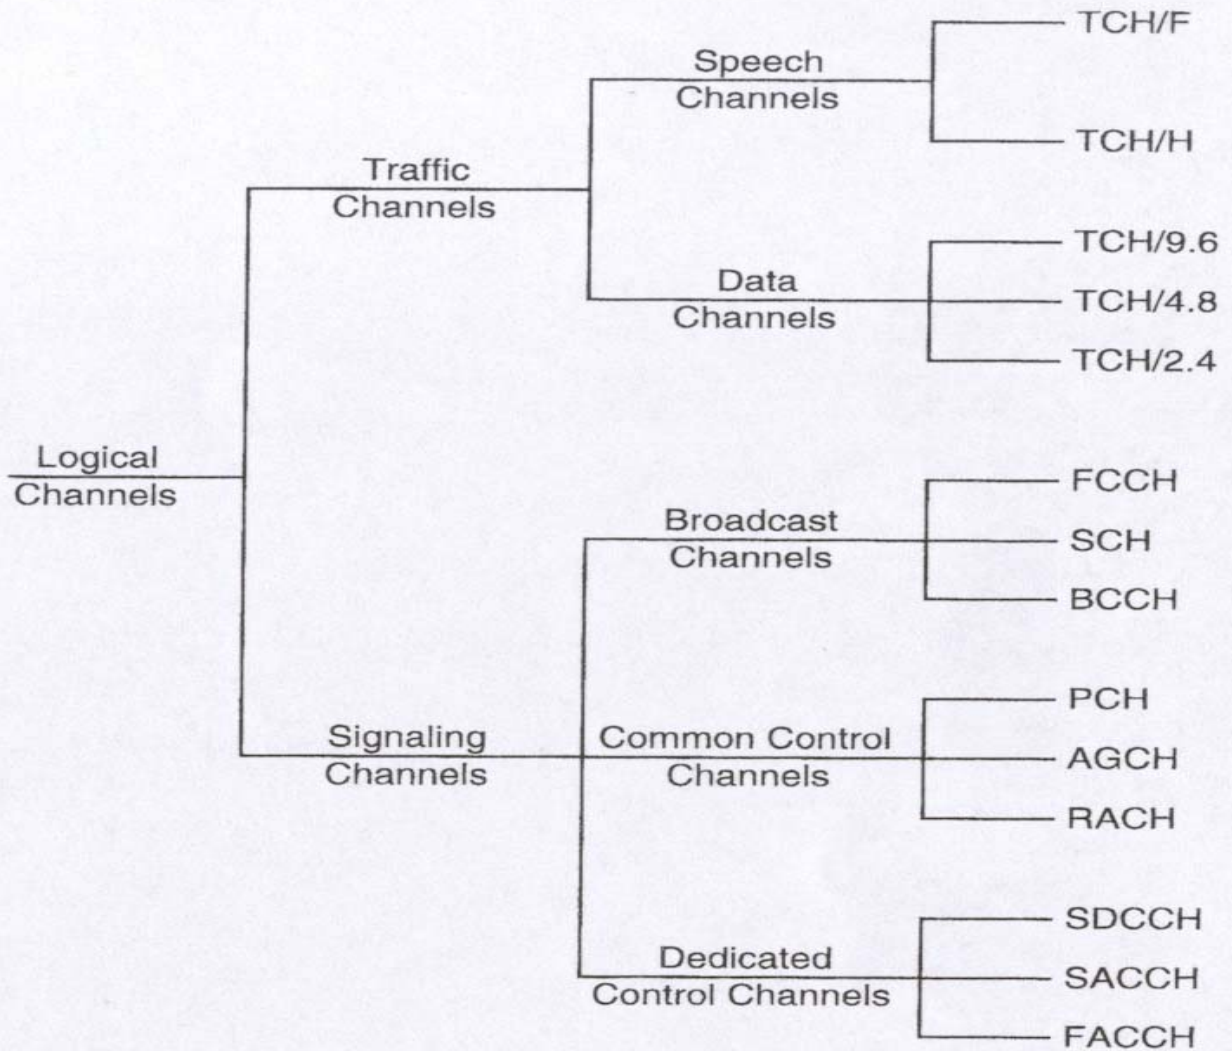 TCH/F
Speech
Channels
TCH/H
Traffic
Channels
TCH/9.6
Data
Channels
TCH/4.8
TCH/2.4
Logical
Channels
FCCH
Broadcast
Channels
SCH
BCCH
PCH
Signaling
Channels
Common Control
Channels
AGCH
RACH
SDCCH
Dedicated
Control Channels
SACCH
FACCH